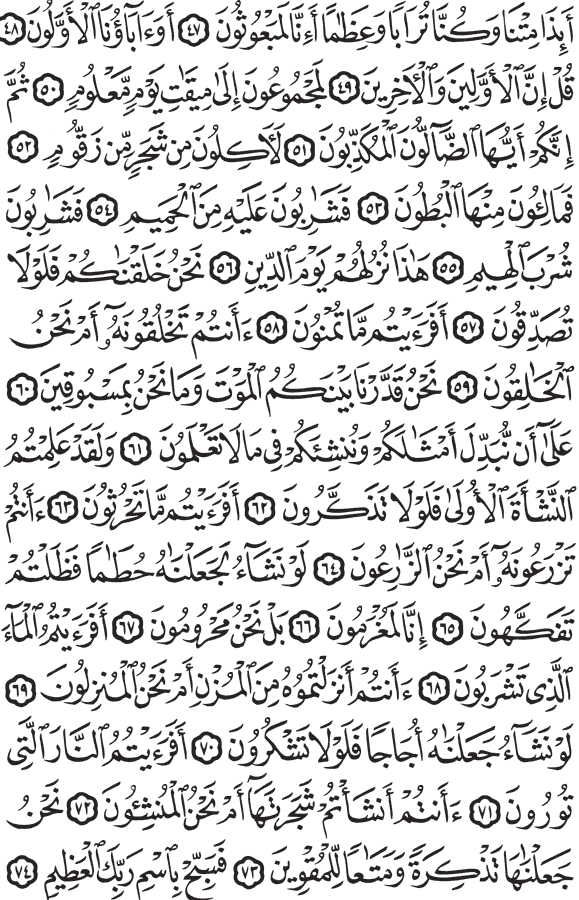 أَيِٕذَا مِتْنَا وَكُنَّا تُرَابًا وَعِظَٰمًا أَءِنَّا لَمَبْعُوثُونَ ٤٧ أَوَءَابَآؤُنَا ٱلْأَوَّلُونَ ٤٨
قُلْ إِنَّ ٱلْأَوَّلِينَ وَٱلْأَخِرِينَ ٤٩ لَمَجْمُوعُونَ إِلَىٰ مِيقَٰتِ يَوْمٍ مَّعْلُومٍ ٥٠ ثُمَّ
إِنَّكُمْ أَيُّهَا ٱلضَّآلُّونَ ٱلْمُكَذِّبُونَ ٥١ لَأَكِلُونَ مِن شَجَرٍ مِّن زَقُّومٍ ٥٢
فَمَالِـُٔونَ مِنْهَا ٱلْبُطُونَ ٥٣ فَشَٰرِبُونَ عَلَيْهِ مِنَ ٱلْحَمِيمِ ٥٤ فَشَٰرِبُونَ
شُرْبَ ٱلْهِيمِ ٥٥ هَٰذَا نُزُلُهُمْ يَوْمَ ٱلدِّينِ ٥٦ نَحْنُ خَلَقْنَٰكُمْ فَلَوْلَا
تُصَدِّقُونَ ٥٧ أَفَرَءَيْتُم مَّا تُمْنُونَ ٥٨ ءَأَنتُمْ تَخْلُقُونَهُۥٓ أَمْ نَحْنُ
ٱلْخَٰلِقُونَ ٥٩ نَحْنُ قَدَّرْنَا بَيْنَكُمُ ٱلْمَوْتَ وَمَا نَحْنُ بِمَسْبُوقِينَ ٦٠
عَلَىٰٓ أَن نُّبَدِّلَ أَمْثَٰلَكُمْ وَنُنشِئَكُمْ فِى مَا لَا تَعْلَمُونَ ٦١ وَلَقَدْ عَلِمْتُمُ
ٱلنَّشْأَةَ ٱلْأُولَىٰ فَلَوْلَا تَذَكَّرُونَ ٦٢ أَفَرَءَيْتُم مَّا تَحْرُثُونَ ٦٣ ءَأَنتُمْ
تَزْرَعُونَهُۥٓ أَمْ نَحْنُ ٱلزَّٰرِعُونَ ٦٤ لَوْ نَشَآءُ لَجَعَلْنَٰهُ حُطَٰمًا فَظَلْتُمْ
تَفَكَّهُونَ ٦٥ إِنَّا لَمُغْرَمُونَ ٦٦ بَلْ نَحْنُ مَحْرُومُونَ ٦٧ أَفَرَءَيْتُمُ ٱلْمَآءَ
ٱلَّذِى تَشْرَبُونَ ٦٨ ءَأَنتُمْ أَنزَلْتُمُوهُ مِنَ ٱلْمُزْنِ أَمْ نَحْنُ ٱلْمُنزِلُونَ ٦٩
لَوْ نَشَآءُ جَعَلْنَٰهُ أُجَاجًا فَلَوْلَا تَشْكُرُونَ ٧٠ أَفَرَءَيْتُمُ ٱلنَّارَ ٱلَّتِى
تُورُونَ ٧١ ءَأَنتُمْ أَنشَأْتُمْ شَجَرَتَهَآ أَمْ نَحْنُ ٱلْمُنشِـُٔونَ ٧٢ نَحْنُ
جَعَلْنَٰهَا تَذْكِرَةً وَمَتَٰعًا لِّلْمُقْوِينَ ٧٣ فَسَبِّحْ بِٱسْمِ رَبِّكَ ٱلْعَظِيمِ ٧٤